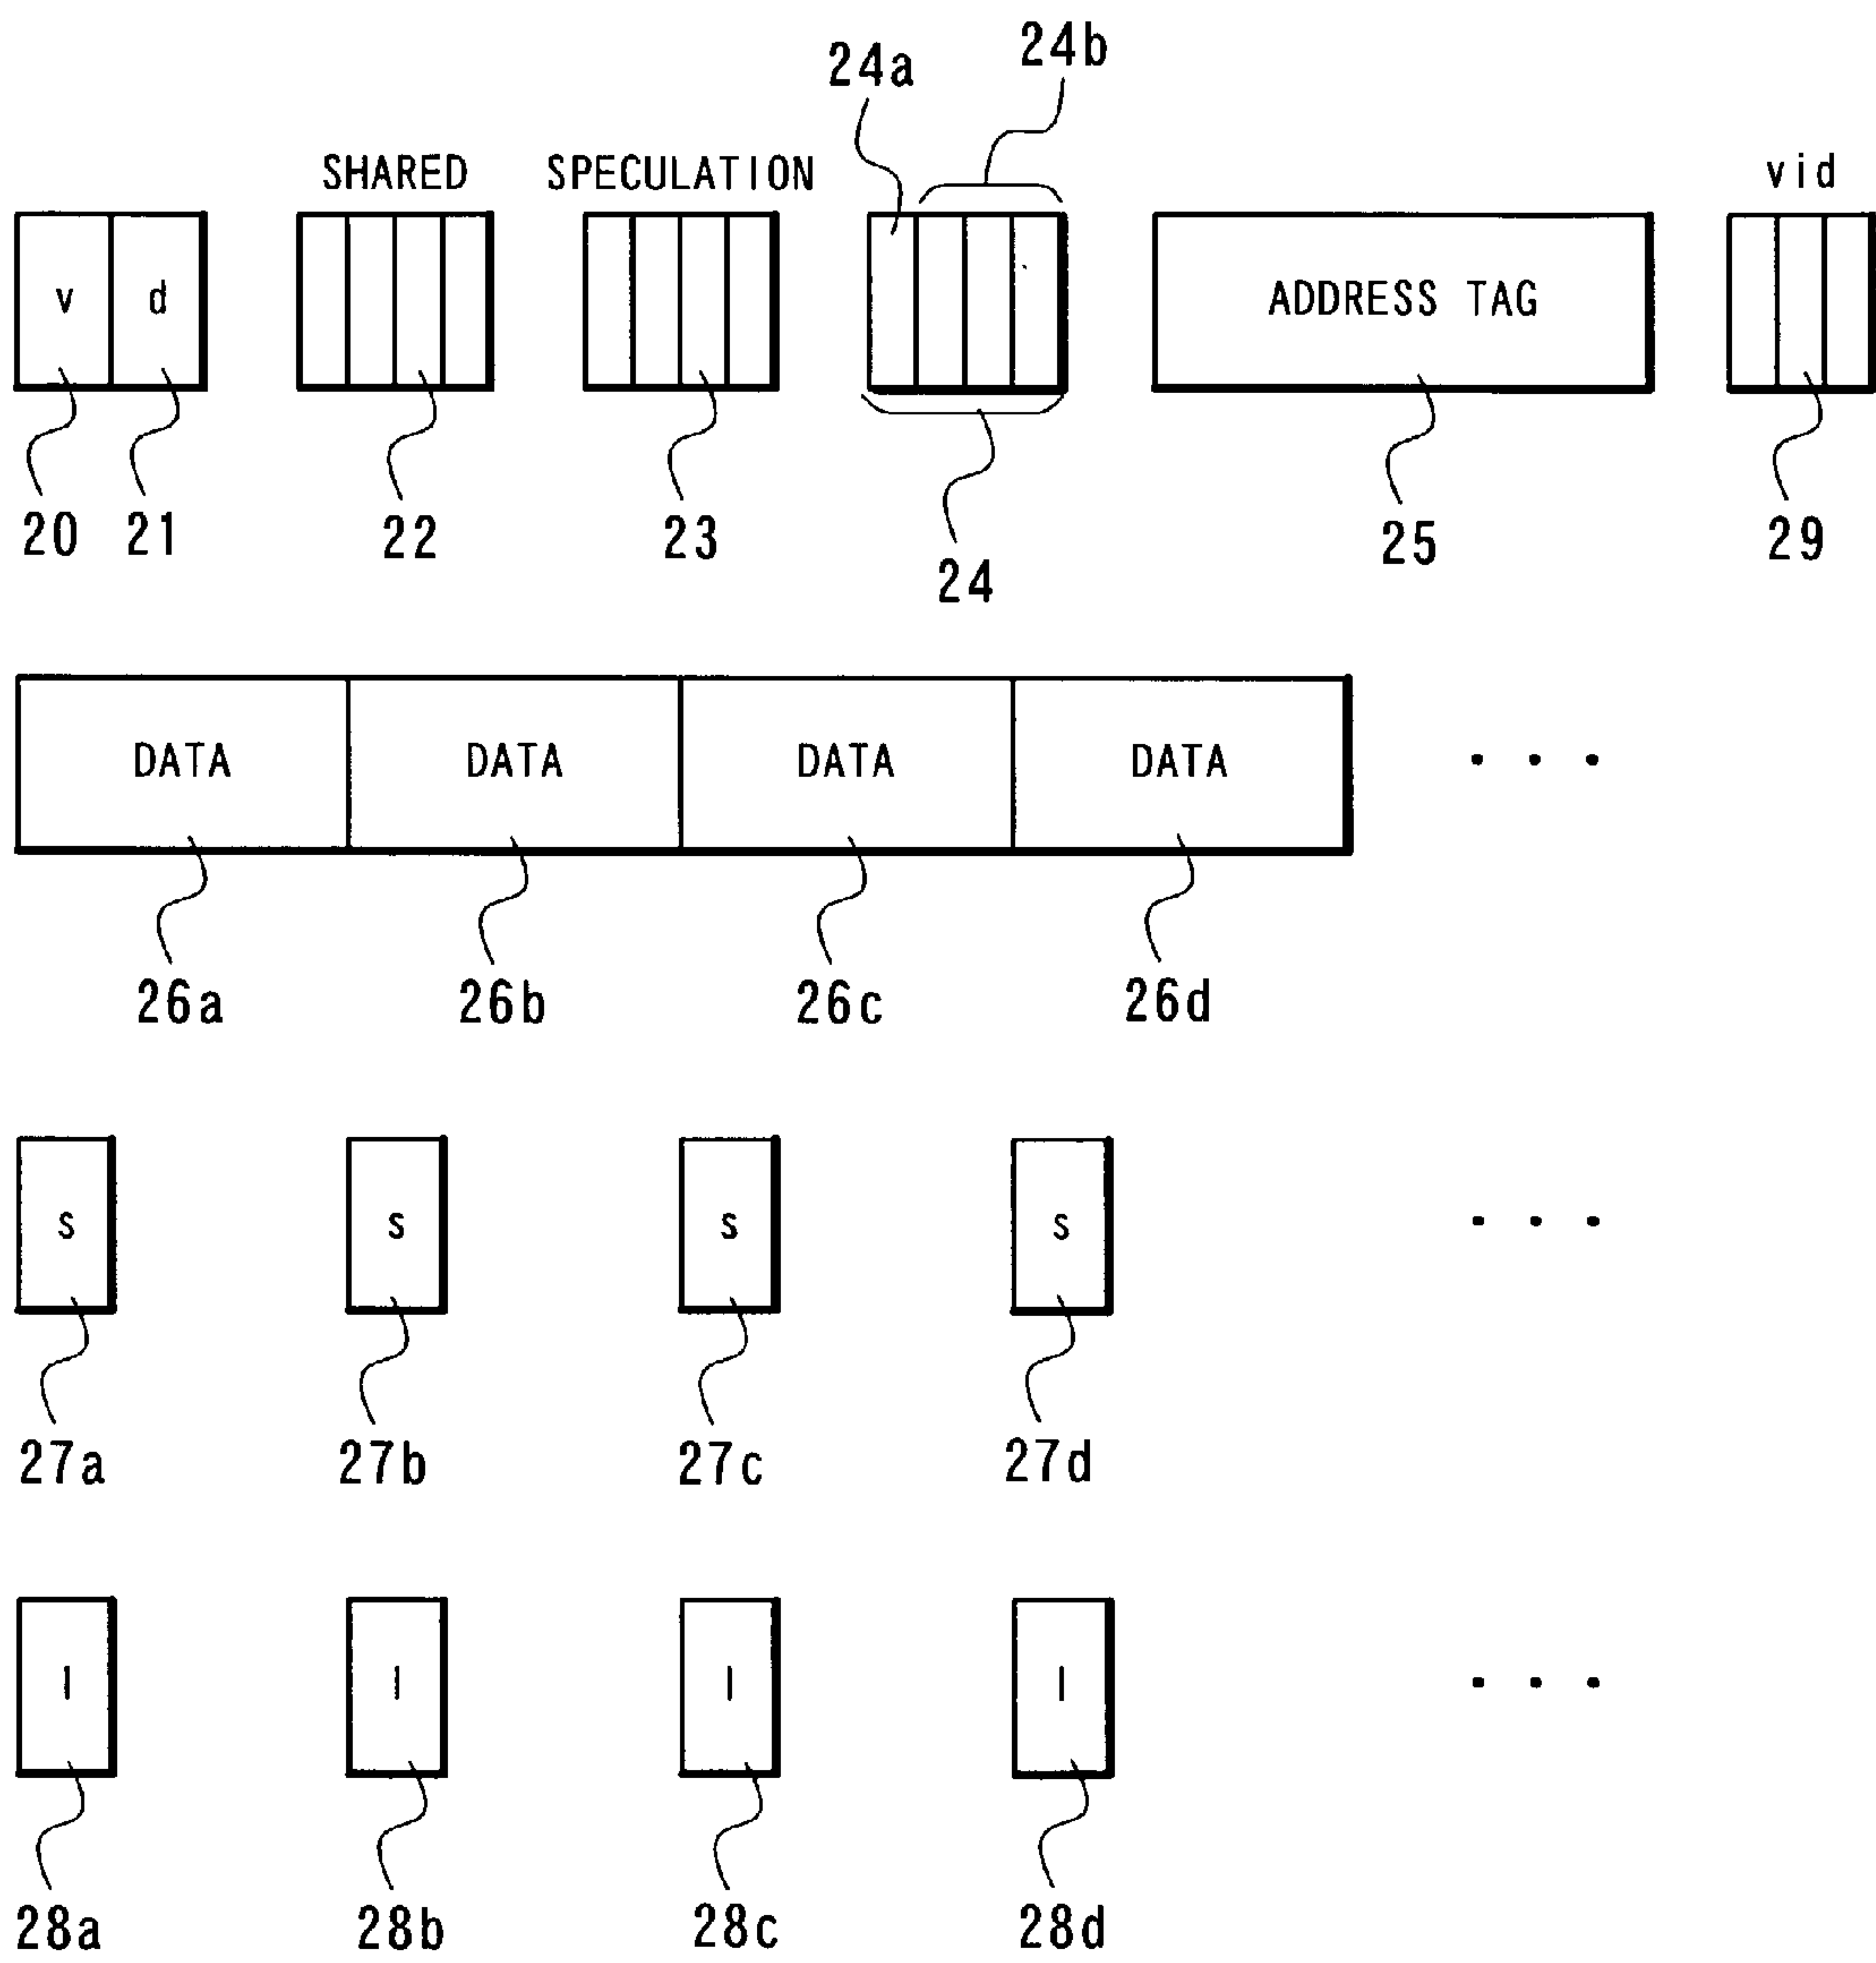 24a 24b
SHARED SPECULATION vid
v d ADDRESS TAG
20 21 22 23 24 25 29
DATA DATA DATA DATA . . .
26a 26b 26c 26d
s s s s . . .
27a 27b 27c 27d
l l l l . . .
28a 28b 28c 28d